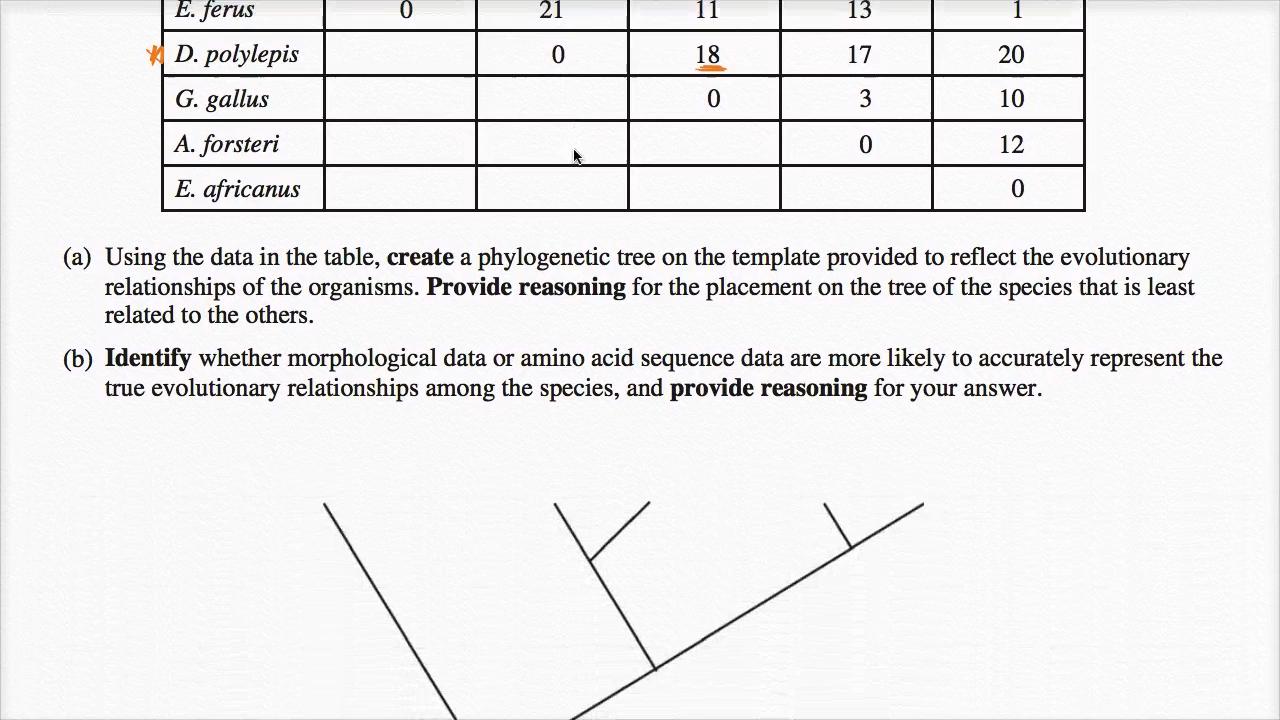 E. ferus 0 21 11 13 1
D. polylepis 0 18 17 20
G. gallus 0 3 10
A. forsteri 0 12
E. africanus 0
(a) Using the data in the table, create a phylogenetic tree on the template provided to reflect the evolutionary
relationships of the organisms. Provide reasoning for the placement on the tree of the species that is least
related to the others.
(b) Identify whether morphological data or amino acid sequence data are more likely to accurately represent the
true evolutionary relationships among the species, and provide reasoning for your answer.